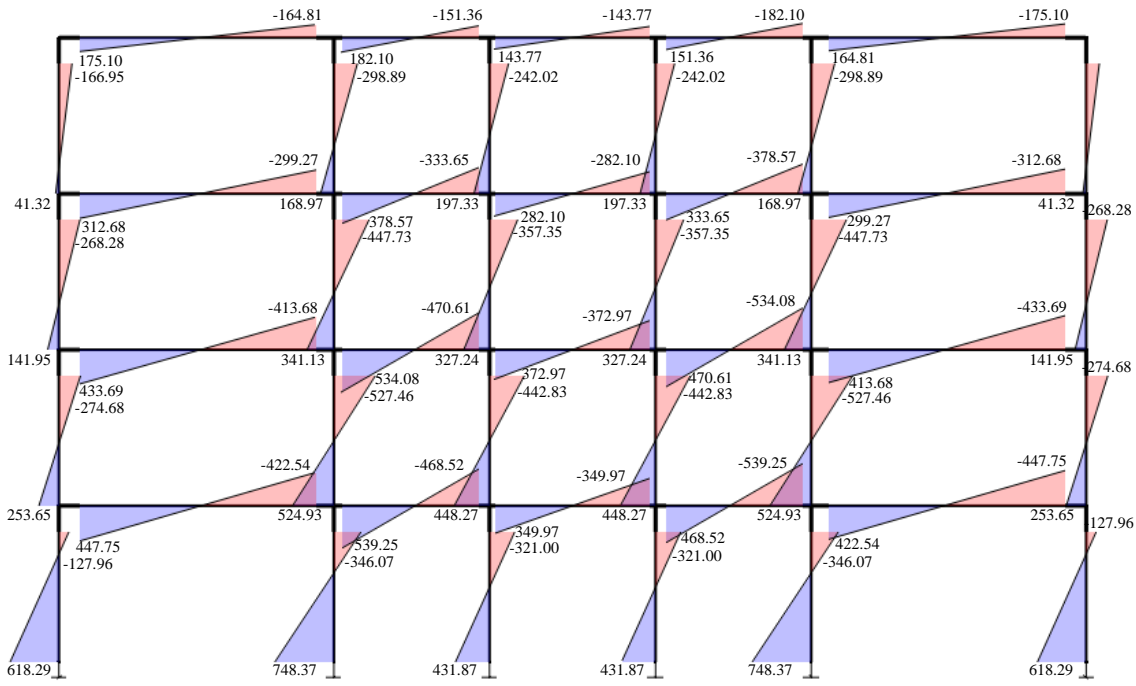 -164.81 -151.36 -143.77 -182.10 -175.10
175.10 182.10 143.77 151.36 164.81
-166.95 -298.89 -242.02 -242.02 -298.89
-299.27 -333.65 -282.10 -378.57 -312.68
41.32 168.97 197.33 197.33 168.97 41.32
312.68 378.57 282.10 333.65 299.27 -268.28
-268.28 -447.73 -357.35 -357.35 -447.73
-413.68 -470.61 -372.97 -534.08 -433.69
141.95 341.13 327.24 327.24 341.13 141.95
433.69 534.08 372.97 470.61 413.68 -274.68
-274.68 -527.46 -442.83 -442.83 -527.46
-422.54 -468.52 -349.97 -539.25 -447.75
253.65 524.93 448.27 448.27 524.93 253.65
447.75 539.25 349.97 468.52 422.54 127.96
-127.96 -346.07 -321.00 -321.00 -346.07
618.29 748.37 431.87 431.87 748.37 618.29